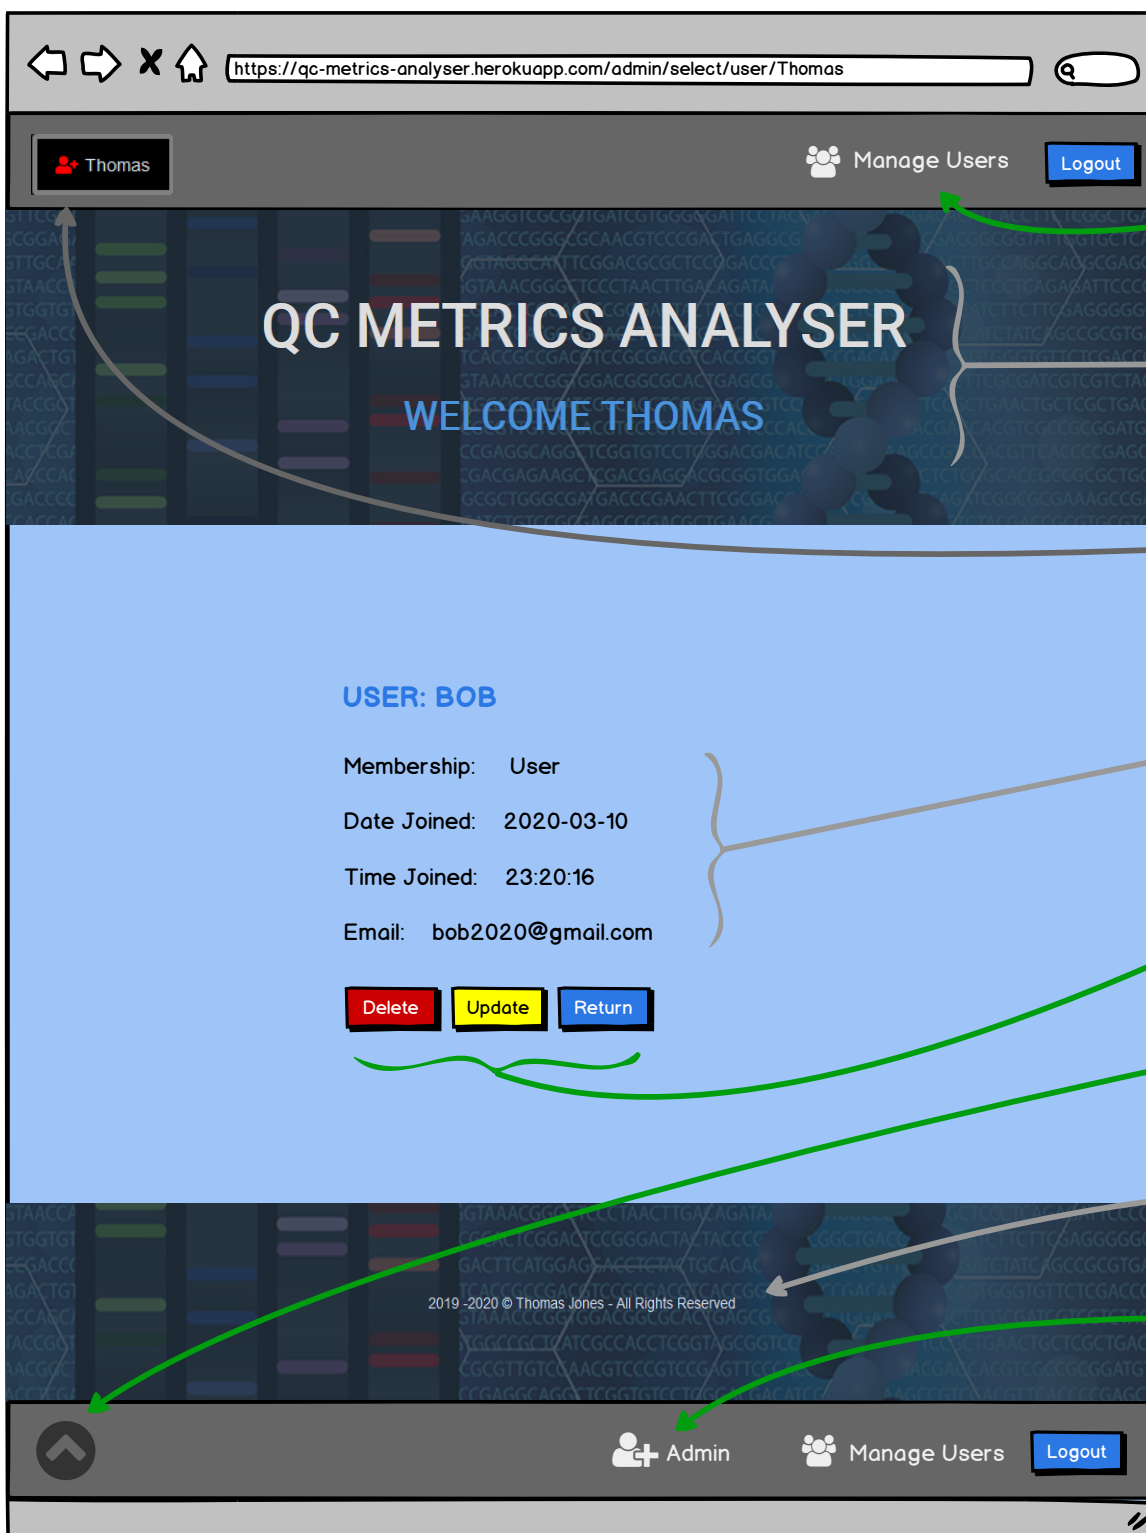 https://qc-metrics-analyser.herokuapp.com/admin/select/user/Thomas
Thomas
Manage Users
Logout
QC METRICS ANALYSER
WELCOME THOMAS
USER: BOB
Membership: User
Date Joined: 2020-03-10
Time Joined: 23:20:16
Email: bob2020@gmail.com
Delete Update Return
2019 -2020 © Thomas Jones - All Rights Reserved
Admin
Manage Users
Logout